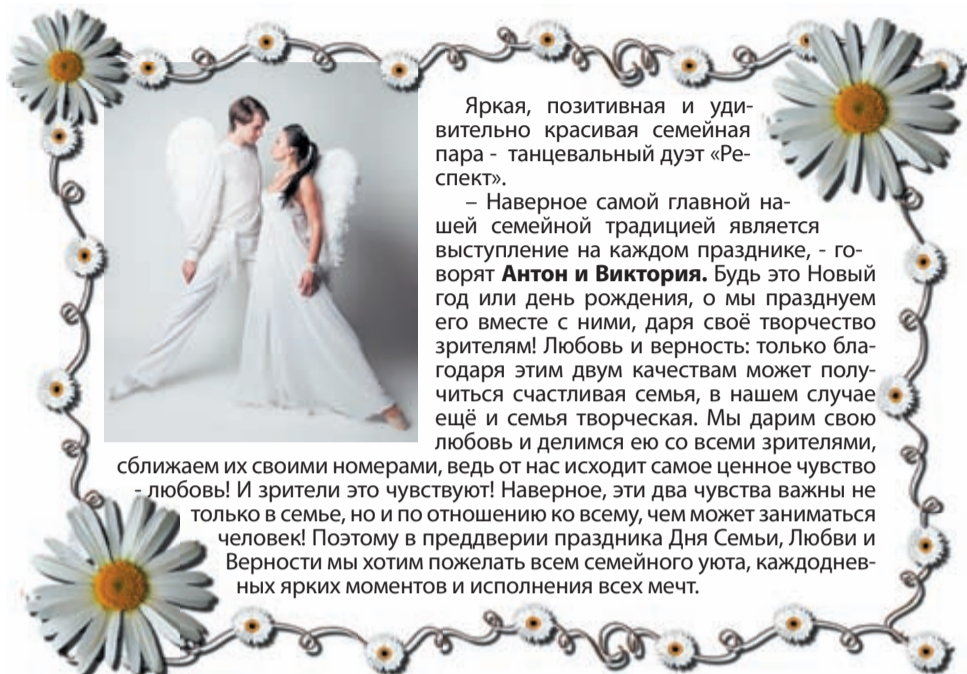 Яркая, позитивная и уди-
вительно красивая семейная
пара - танцевальный дуэт «Ре-
спект».
– Наверное самой главной на-
шей семейной традицией является
выступление на каждом празднике, - го-
ворят Антон и Виктория. Будь это Новый
год или день рождения, о мы празднуем
его вместе с ними, даря своё творчество
зрителям! Любовь и верность: только бла-
годаря этим двум качествам может полу-
читься счастливая семья, в нашем случае
ещё и семья творческая. Мы дарим свою
любовь и делимся ею со всеми зрителями,
сближаем их своими номерами, ведь от нас исходит самое ценное чувство
- любовь! И зрители это чувствуют! Наверное, эти два чувства важны не
только в семье, но и по отношению ко всему, чем может заниматься
человек! Поэтому в преддверии праздника Дня Семьи, Любви и
Верности мы хотим пожелать всем семейного уюта, каждоднев-
ных ярких моментов и исполнения всех мечт.